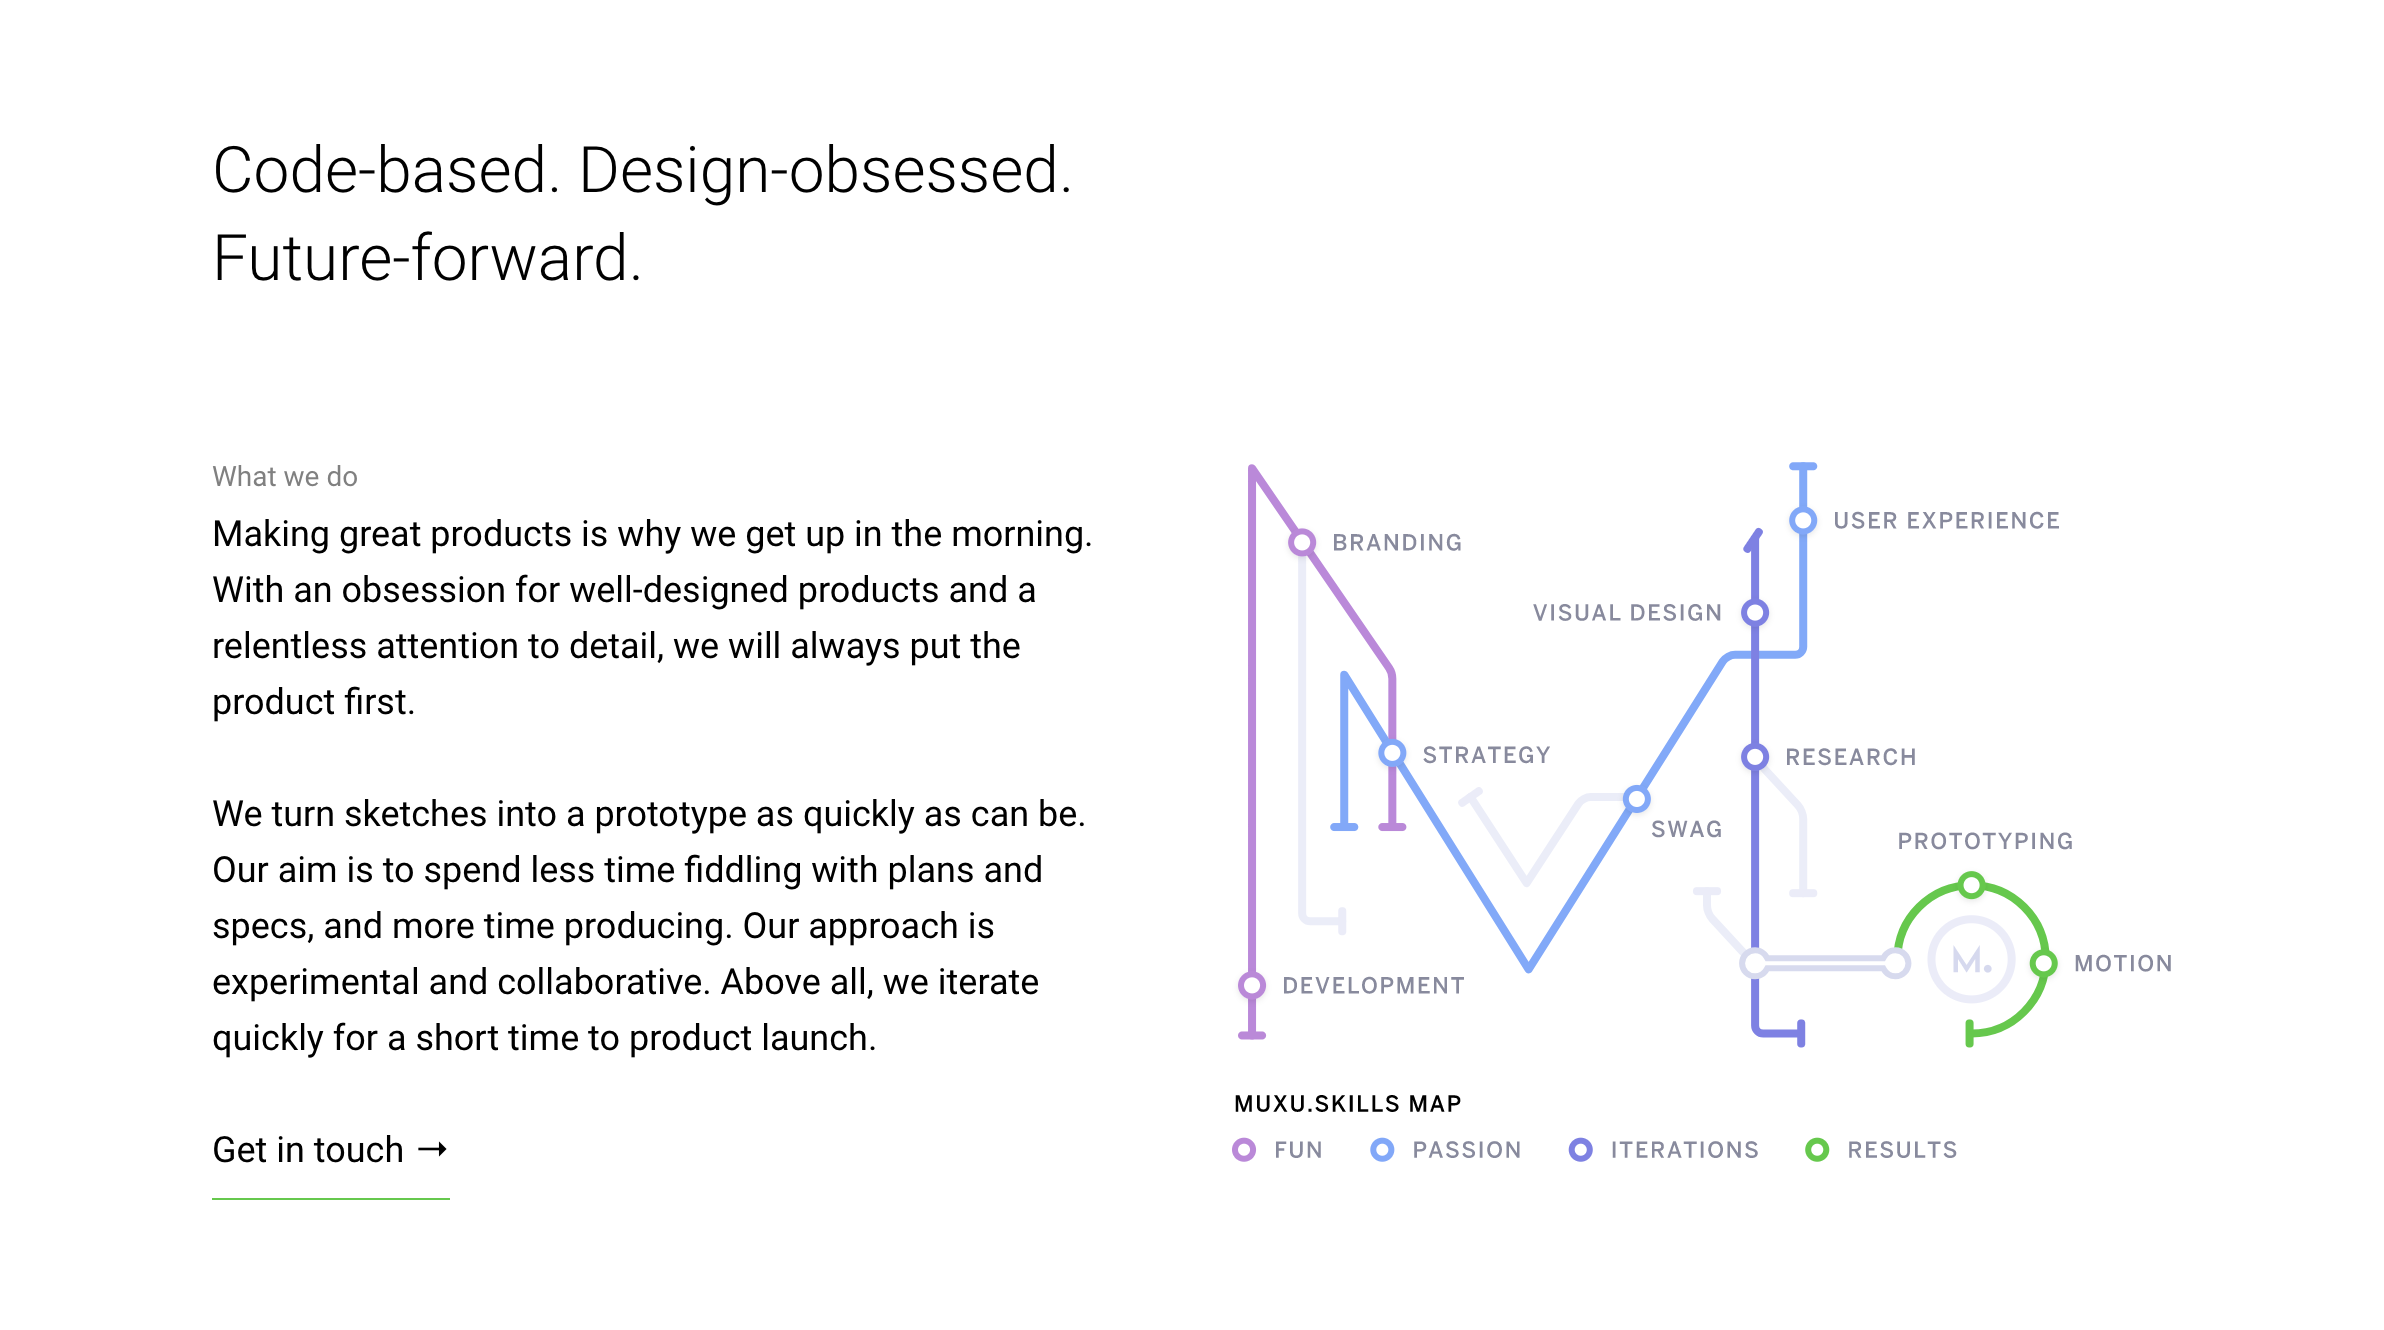 Code-based. Design-obsessed.
Future-forward.
What we do
Making great products is why we get up in the morning.
With an obsession for well-designed products and a
relentless attention to detail, we will always put the
product first.
We turn sketches into a prototype as quickly as can be.
Our aim is to spend less time fiddling with plans and
specs, and more time producing. Our approach is
experimental and collaborative. Above all, we iterate
quickly for a short time to product launch.
Get in touch →
USER EXPERIENCE
BRANDING
VISUAL DESIGN
STRATEGY
RESEARCH
SWAG
PROTOTYPING
M.
MOTION
DEVELOPMENT
MUXU.SKILLS MAP
FUN
PASSION
ITERATIONS
RESULTS